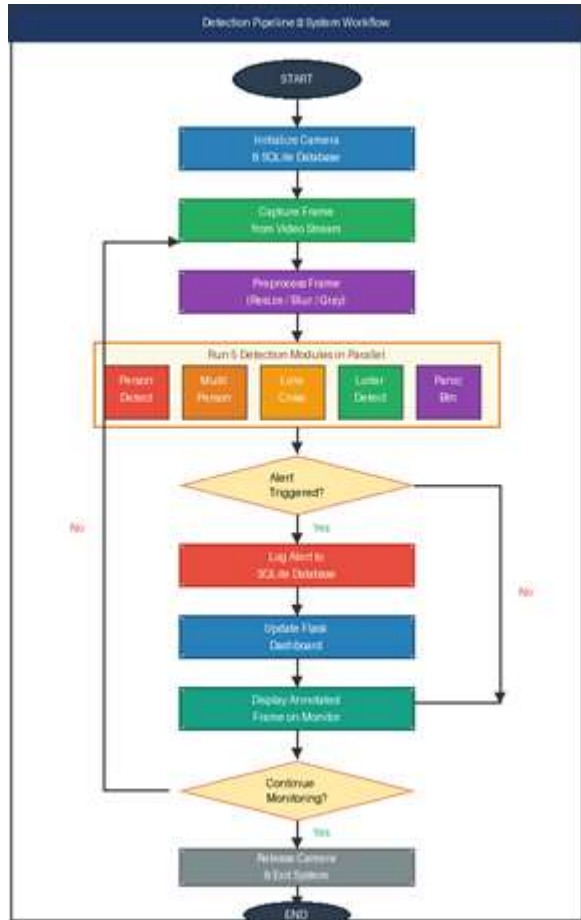 Detection Pipeline & System Workflow
START
Initialize Camera
& SQLite Database
Capture Frame
from Video Stream
Preprocess Frame
(Resize / Blur / Gray)
Run 5 Detection Modules in Parallel
Person
Detect
Multi
Person
Line
Cross
Loiter
Detect
Panic
Btn
Alert
Triggered?
No
Yes
Log Alert to
SQLite Database
No
Update Flask
Dashboard
Display Annotated
Frame on Monitor
Continue
Monitoring?
Yes
Release Camera
& Exit System
END